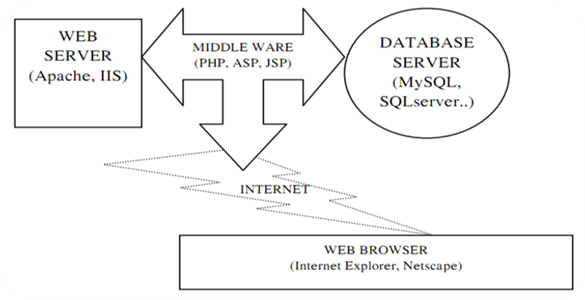 WEB
SERVER
(Apache, IIS)
MIDDLE WARE
(PHP, ASP, JSP)
DATABASE
SERVER
(MySQL,
SQLserver..)
INTERNET
WEB BROWSER
(Internet Explorer, Netscape)